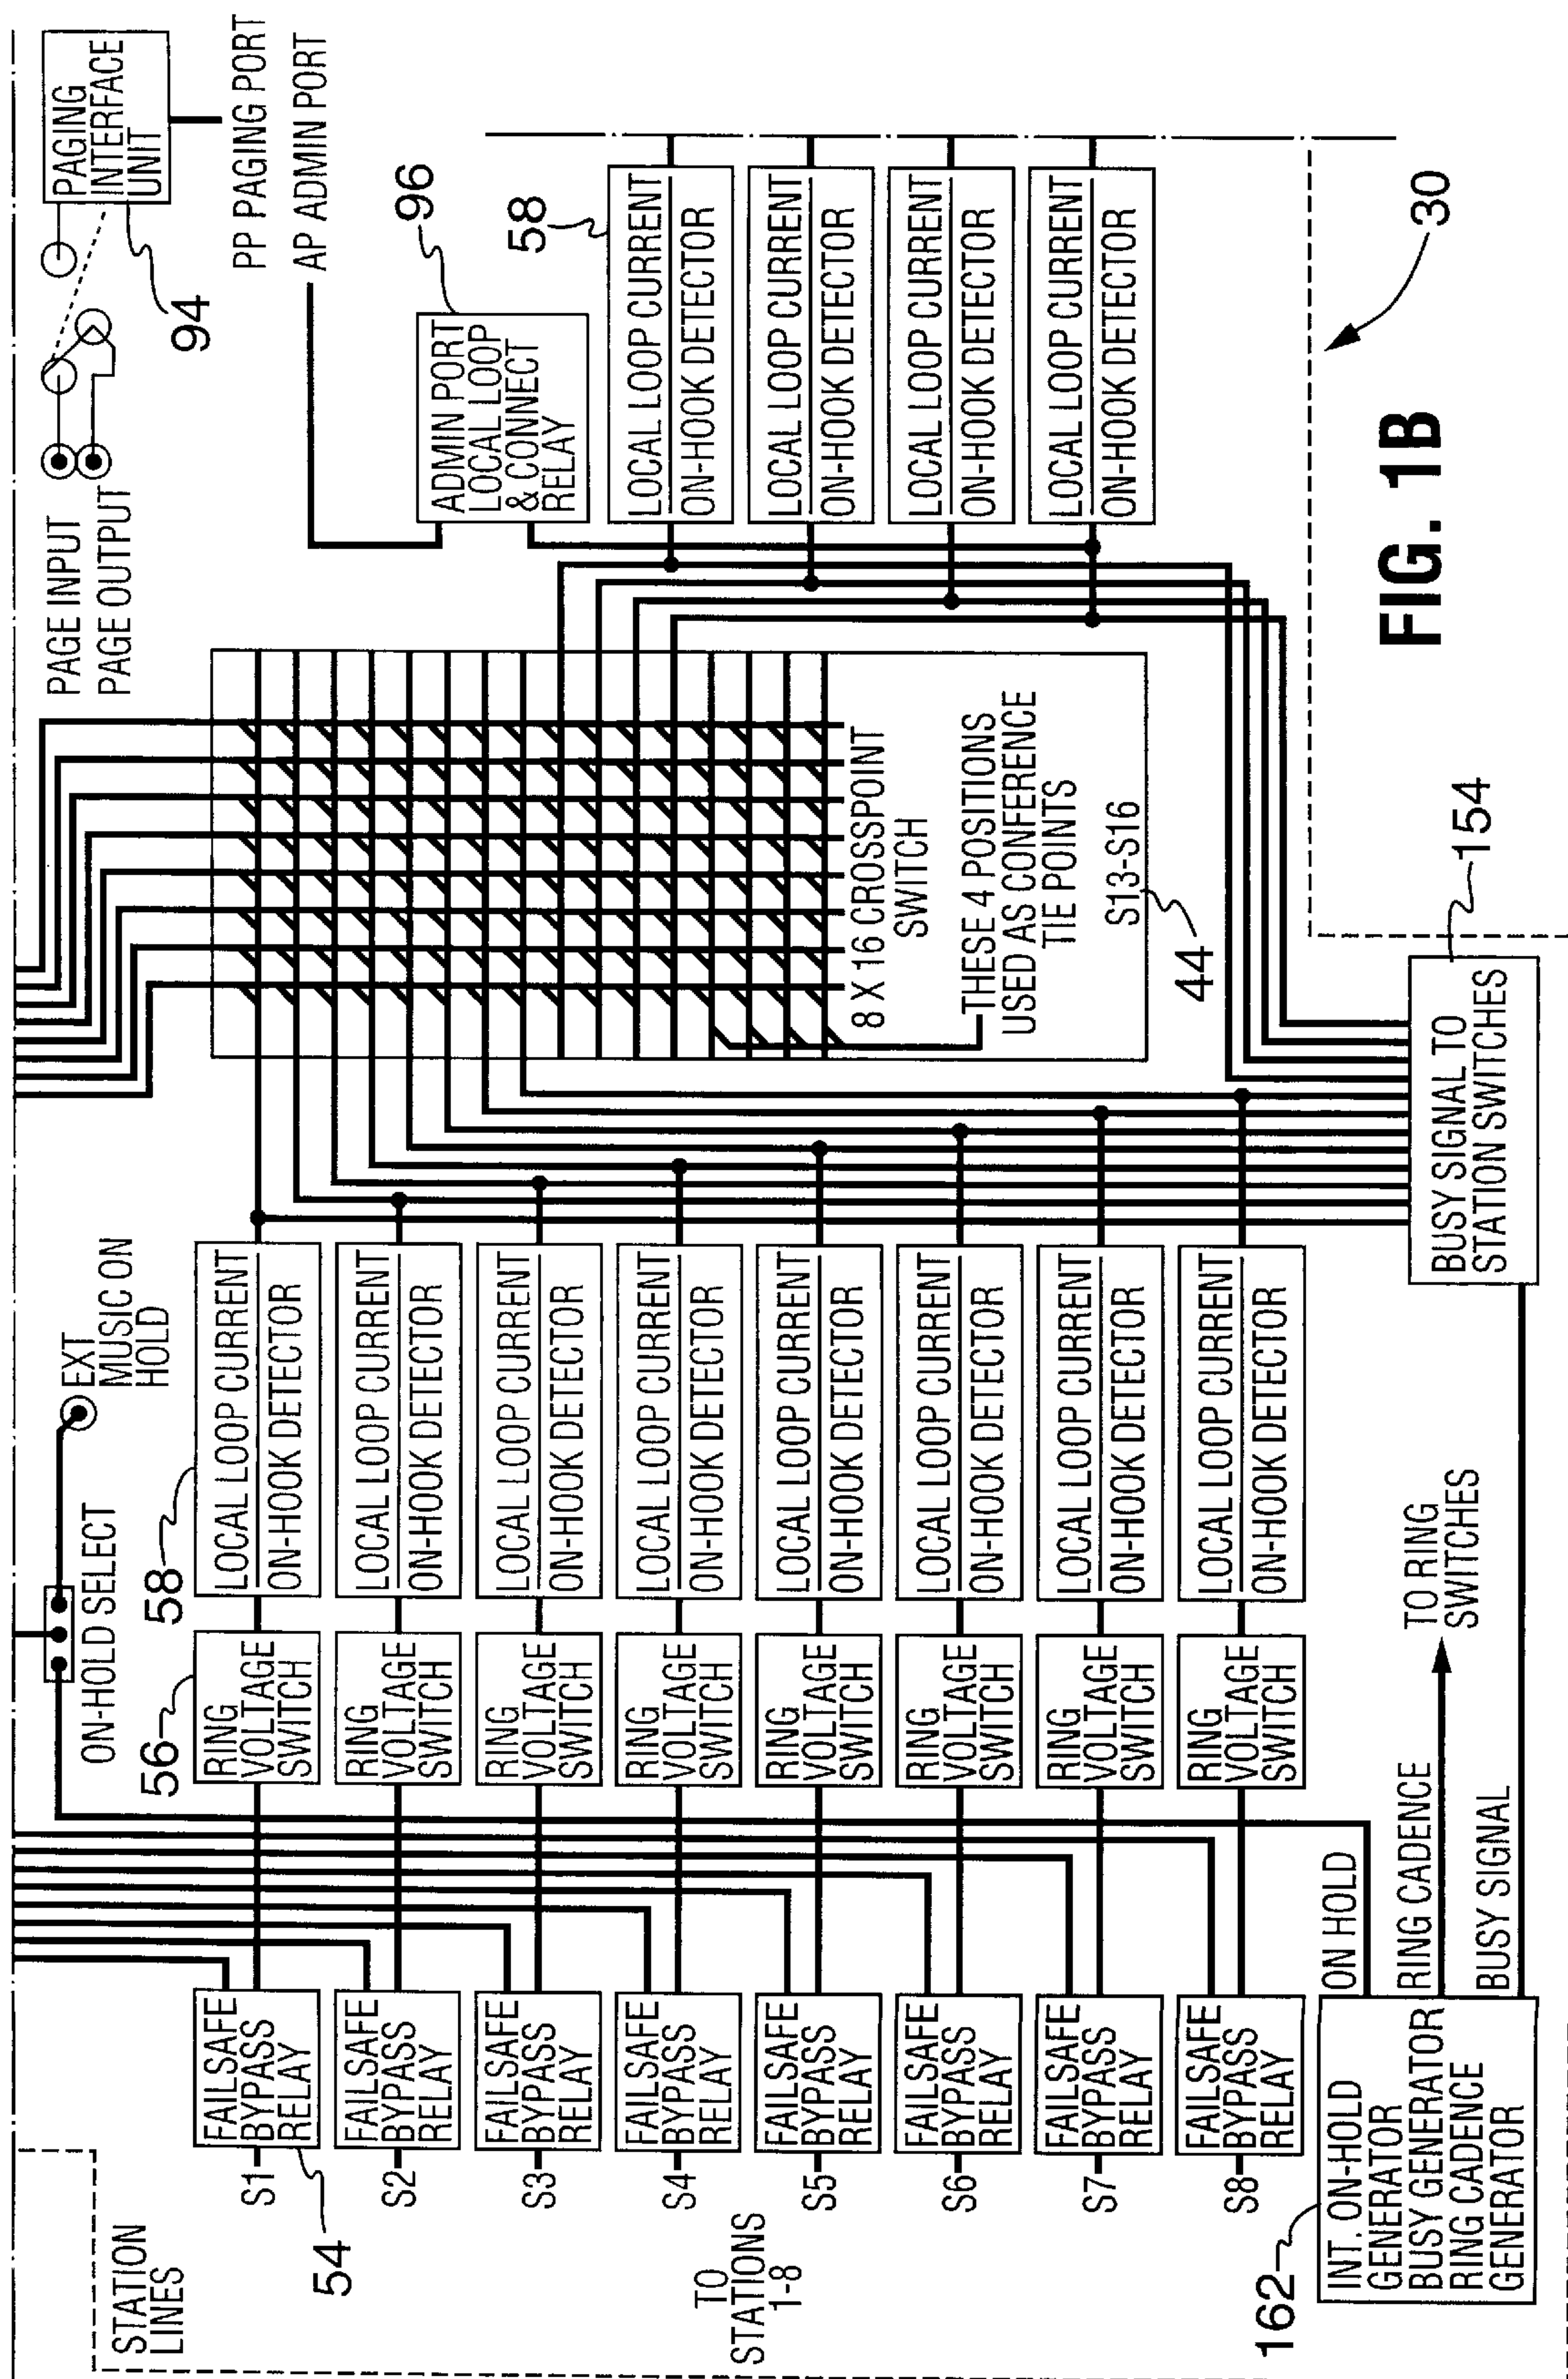 STATION
LINES
54
S1
FAILSAFE
BYPASS
RELAY
S2
FAILSAFE
BYPASS
RELAY
S3
FAILSAFE
BYPASS
RELAY
S4
FAILSAFE
BYPASS
RELAY
S5
FAILSAFE
BYPASS
RELAY
S6
FAILSAFE
BYPASS
RELAY
S7
FAILSAFE
BYPASS
RELAY
S8
FAILSAFE
BYPASS
RELAY
TO
STATIONS
1-8
162
INT. ON-HOLD
GENERATOR
BUSY GENERATOR
RING CADENCE
GENERATOR
ON HOLD
RING CADENCE
BUSY SIGNAL
TO RING
SWITCHES
ON-HOLD SELECT
EXT
MUSIC ON
HOLD
56
RING
VOLTAGE
SWITCH
RING
VOLTAGE
SWITCH
RING
VOLTAGE
SWITCH
RING
VOLTAGE
SWITCH
RING
VOLTAGE
SWITCH
RING
VOLTAGE
SWITCH
RING
VOLTAGE
SWITCH
RING
VOLTAGE
SWITCH
58
LOCAL LOOP CURRENT
ON-HOOK DETECTOR
LOCAL LOOP CURRENT
ON-HOOK DETECTOR
LOCAL LOOP CURRENT
ON-HOOK DETECTOR
LOCAL LOOP CURRENT
ON-HOOK DETECTOR
LOCAL LOOP CURRENT
ON-HOOK DETECTOR
LOCAL LOOP CURRENT
ON-HOOK DETECTOR
LOCAL LOOP CURRENT
ON-HOOK DETECTOR
LOCAL LOOP CURRENT
ON-HOOK DETECTOR
BUSY SIGNAL TO
STATION SWITCHES
154
8 X 16 CROSSPOINT
SWITCH
THESE 4 POSITIONS
USED AS CONFERENCE
TIE POINTS
S13-S16
44
PAGE INPUT
PAGE OUTPUT
94
PAGING
INTERFACE
UNIT
PP PAGING PORT
AP ADMIN PORT
96
ADMIN PORT
LOCAL LOOP
& CONNECT
RELAY
58
LOCAL LOOP CURRENT
ON-HOOK DETECTOR
LOCAL LOOP CURRENT
ON-HOOK DETECTOR
LOCAL LOOP CURRENT
ON-HOOK DETECTOR
LOCAL LOOP CURRENT
ON-HOOK DETECTOR
30
FIG. 1B